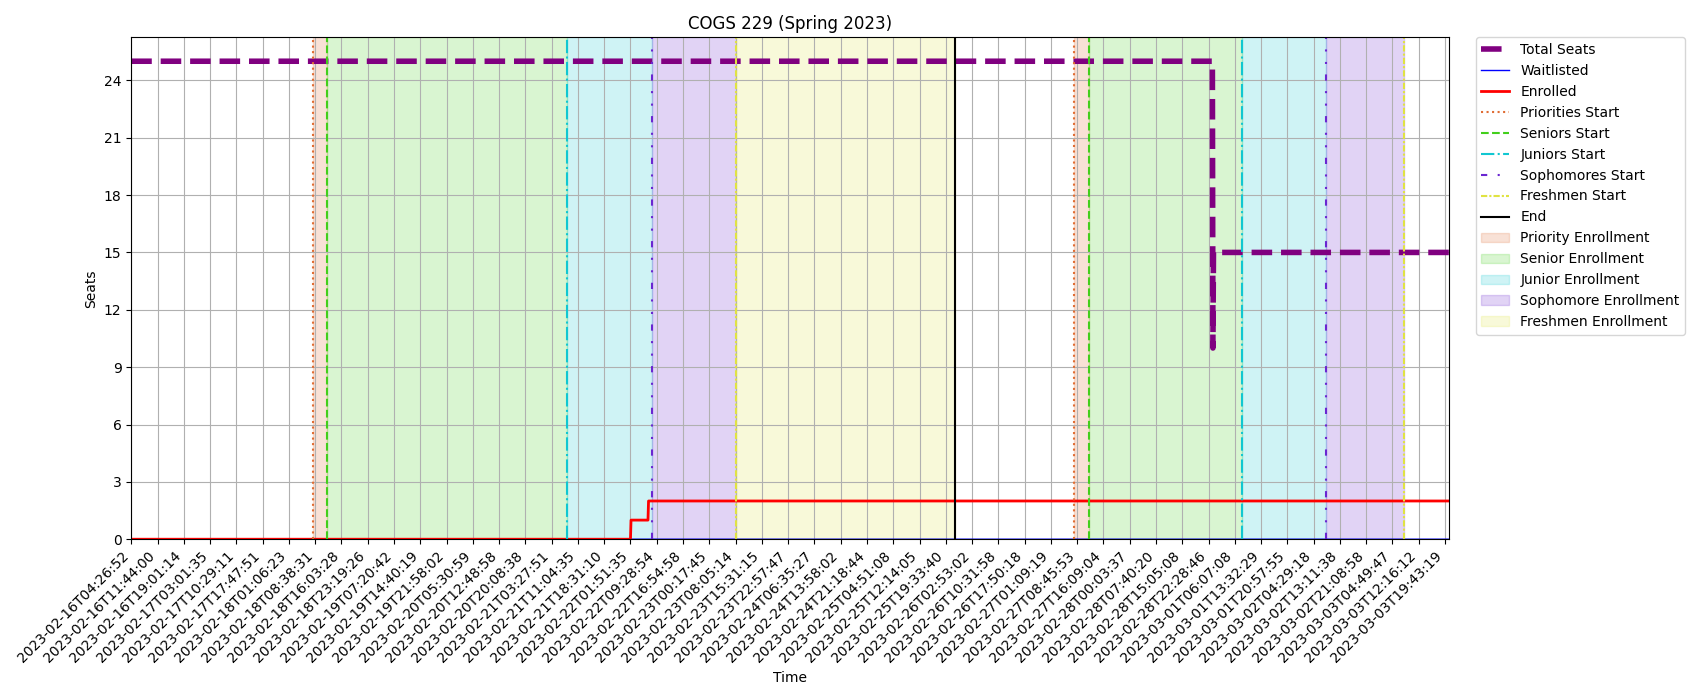 COGS 229 (Spring 2023)
Seats
24
21
18
15
12
9
6
3
0
2023-02-16T04:26:52
2023-02-16T11:44:00
2023-02-16T19:01:14
2023-02-17T03:01:35
2023-02-17T10:29:11
2023-02-17T17:47:51
2023-02-18T01:06:23
2023-02-18T08:38:31
2023-02-18T16:03:28
2023-02-18T23:19:26
2023-02-19T07:20:42
2023-02-19T14:40:19
2023-02-19T21:58:02
2023-02-20T05:30:59
2023-02-20T12:48:58
2023-02-20T20:08:38
2023-02-21T03:27:51
2023-02-21T11:04:35
2023-02-21T18:31:10
2023-02-22T01:51:35
2023-02-22T09:28:54
2023-02-22T16:54:58
2023-02-23T00:17:45
2023-02-23T08:05:14
2023-02-23T15:31:15
2023-02-23T22:57:47
2023-02-24T06:35:27
2023-02-24T13:58:02
2023-02-24T21:18:44
2023-02-25T04:51:08
2023-02-25T12:14:05
2023-02-25T19:33:40
2023-02-26T02:53:02
2023-02-26T10:31:58
2023-02-26T17:50:18
2023-02-27T01:09:19
2023-02-27T08:45:53
2023-02-27T16:09:04
2023-02-28T00:03:37
2023-02-28T07:40:20
2023-02-28T15:05:08
2023-02-28T22:28:46
2023-03-01T06:07:08
2023-03-01T13:32:29
2023-03-01T20:57:55
2023-03-02T04:29:18
2023-03-02T13:11:38
2023-03-02T21:08:58
2023-03-03T04:49:47
2023-03-03T12:16:12
2023-03-03T19:43:19
Time
Total Seats
Waitlisted
Enrolled
Priorities Start
Seniors Start
Juniors Start
Sophomores Start
Freshmen Start
End
Priority Enrollment
Senior Enrollment
Junior Enrollment
Sophomore Enrollment
Freshmen Enrollment